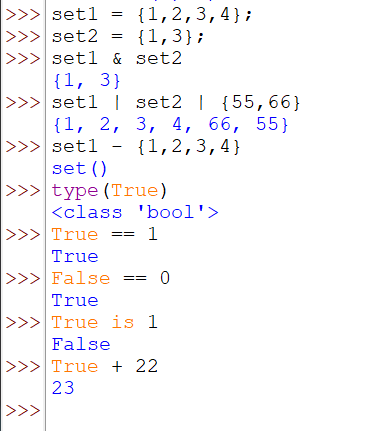 >>> set1 = {1,2,3,4};
>>> set2 = {1,3};
>>> set1 & set2
{1, 3}
>>> set1 | set2 | {55,66}
{1, 2, 3, 4, 66, 55}
>>> set1 - {1,2,3,4}
set()
>>> type(True)
<class 'bool'>
>>> True == 1
True
>>> False == 0
True
>>> True is 1
False
>>> True + 22
23
>>>